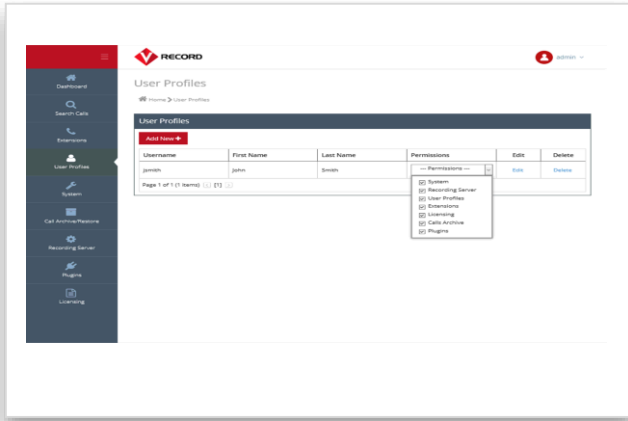 RECORD
admin
Dashboard
Search Calls
Extensions
User Profiles
System
Call Archive/Restore
Recording Server
Plugins
Licensing
User Profiles
Home > User Profiles
User Profiles
Add New +
Username First Name Last Name Permissions Edit Delete
jsmith John Smith --- Permissions --- Edit Delete
System
Recording Server
User Profiles
Extensions
Licensing
Calls Archive
Plugins
Page 1 of 1 (1 items) [1]